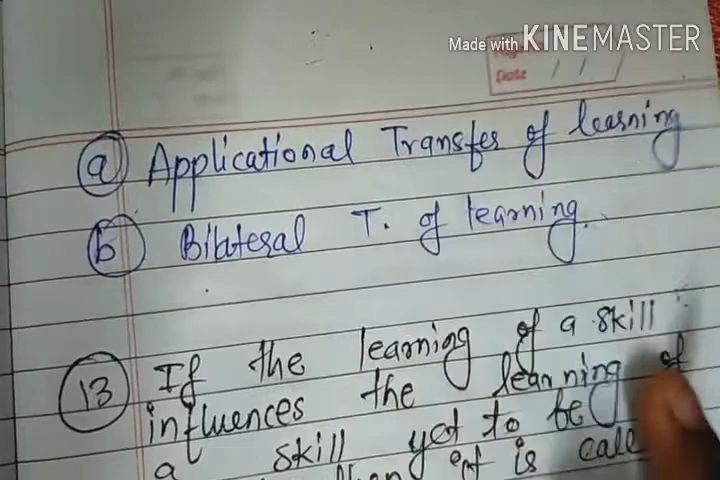 Made with KINEMASTER
Date / /
a Applicational Transfer of learning
b Bilateral T. of learning.
13 If the learning of a skill
influences the learning of
a skill yet to be
is call